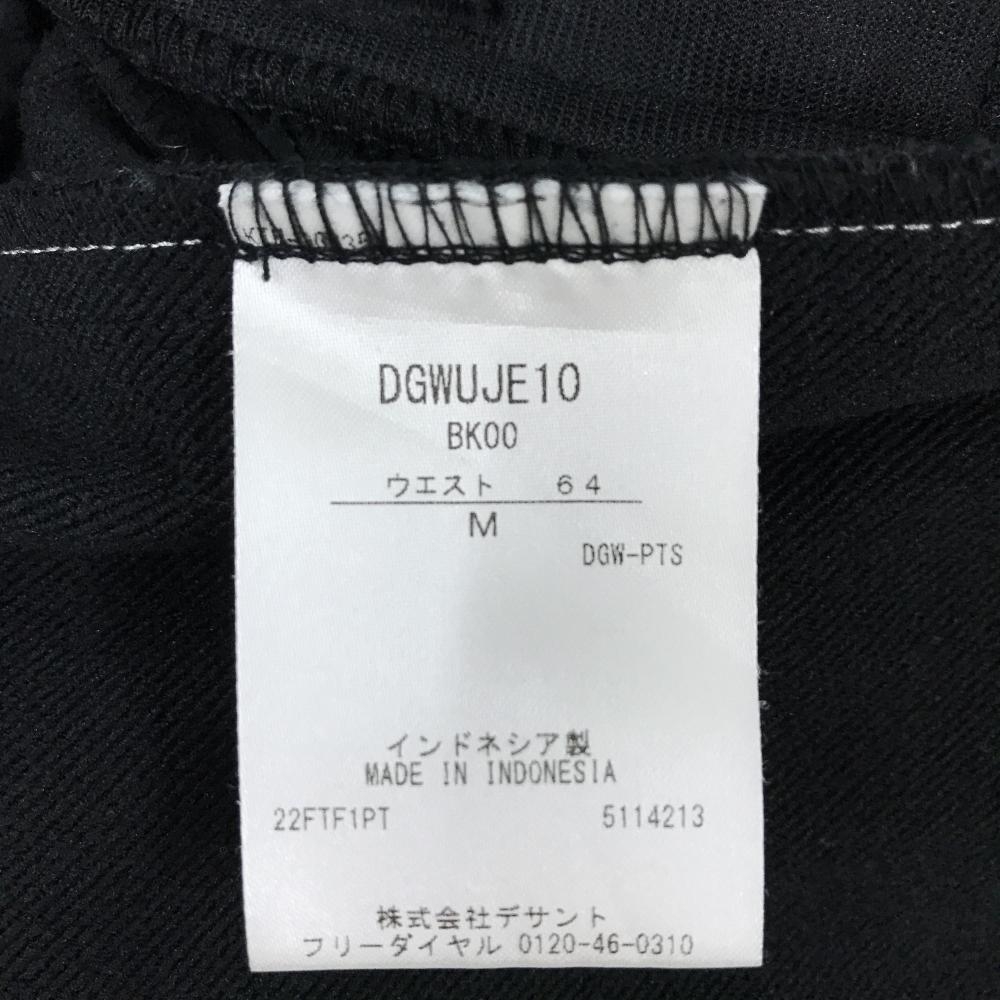 DGWUJE10
BK00
ウエスト 64
M
DGW-PTS
インドネシア製
MADE IN INDONESIA
22FTF1PT 5114213
株式会社デサント
フリーダイヤル 0120-46-0310